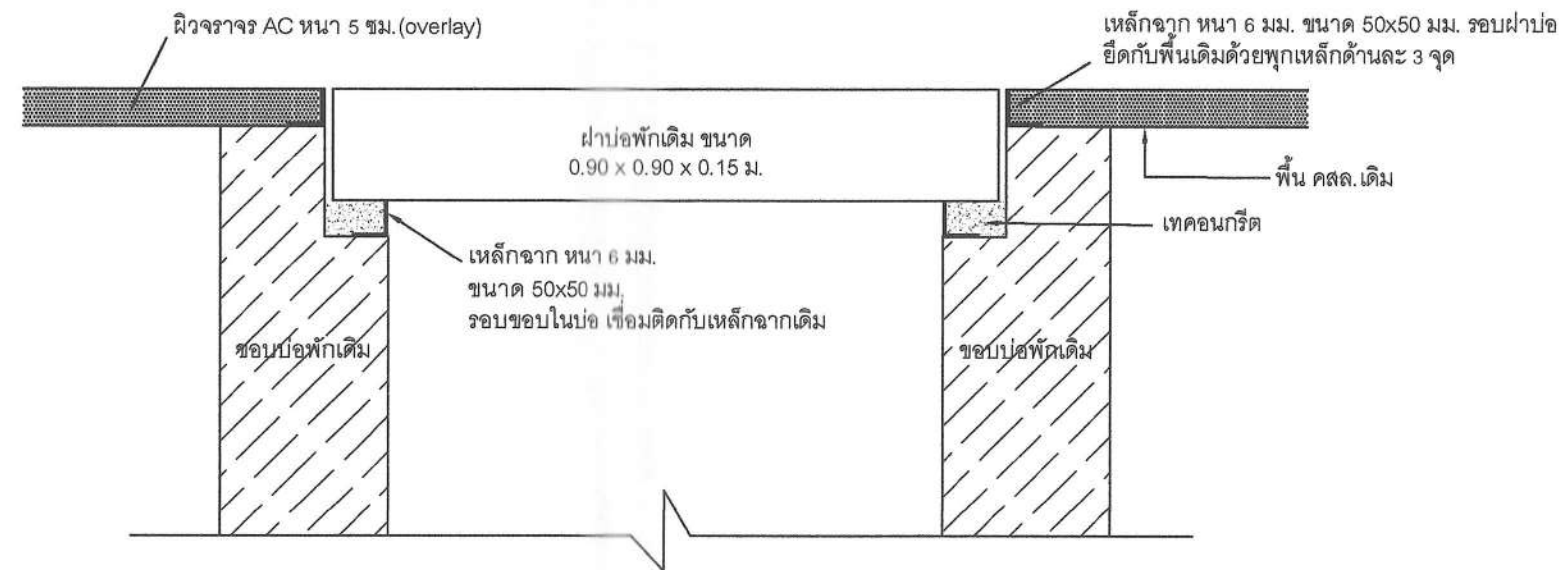 ผิวจราจร AC หนา 5 ซม.(overlay)
เหล็กฉาก หนา 6 มม. ขนาด 50x50 มม. รอบฝาบ่อ
ยึดกับพื้นเดิมด้วยพุกเหล็กด้านละ 3 จุด
ฝาบ่อพักเดิม ขนาด
0.90 x 0.90 x 0.15 ม.
พื้น คสล.เดิม
เทคอนกรีต
เหล็กฉาก หนา 6 มม.
ขนาด 50x50 มม.
รอบขอบในบ่อ เชื่อมติดกับเหล็กฉากเดิม
ขอบบ่อพักเดิม
ขอบบ่อพักเดิม